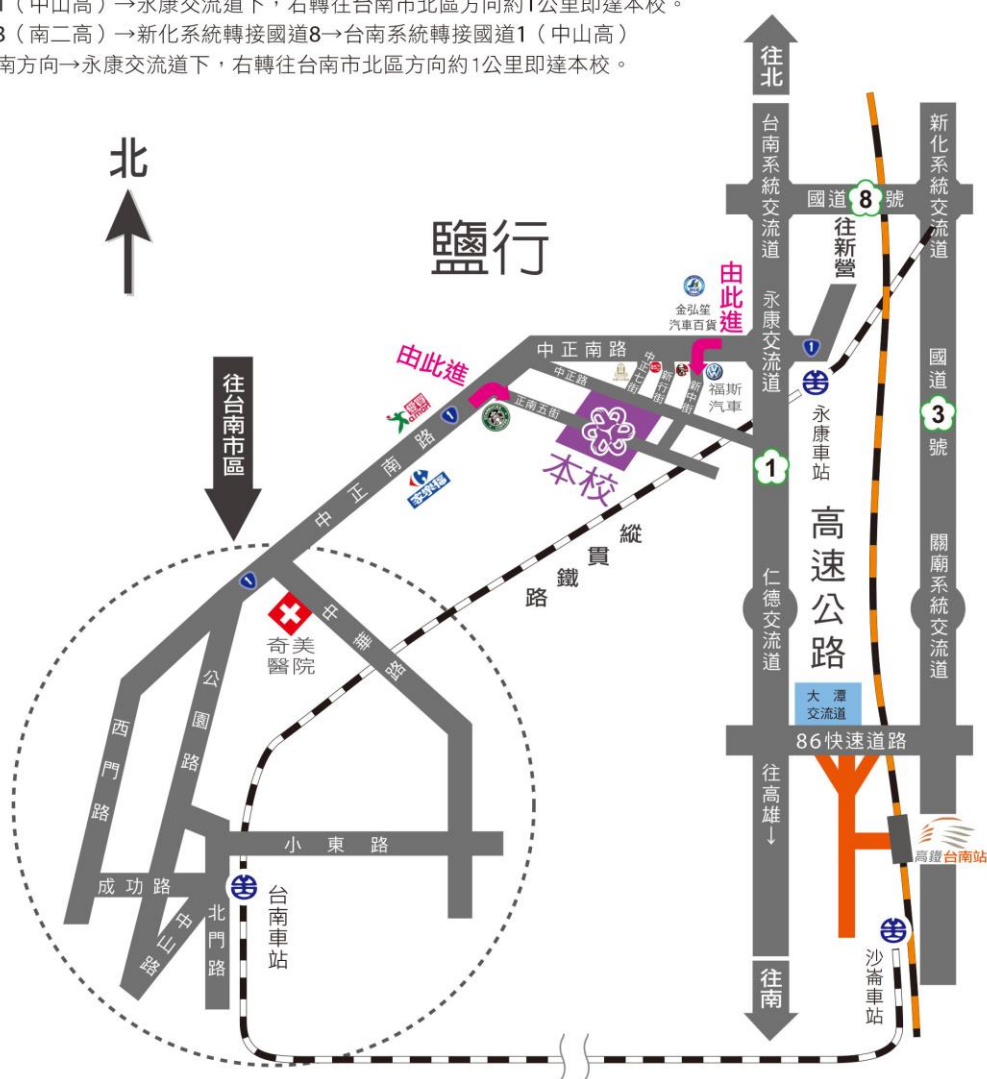 1（中山高）→永康交流道下，右轉往台南市北區方向約1公里即達本校。
3（南二高）→新化系統轉接國道8→台南系統轉接國道1（中山高）
南方向→永康交流道下，右轉往台南市北區方向約1公里即達本校。
往北
北
台南系統交流道
新化系統交流道
國道8號
往新營
鹽行
由此進
金弘笙
汽車百貨
永康交流道
1
中正南路
由此進
中正路
中正七街
新行街
新中街
福斯
汽車
國道3號
往台南市區
愛買
a.mart
1
正南五街
永康車站
本校
1
中正南路
家樂福
高速公路
縱貫鐵路
仁德交流道
關廟系統交流道
1
奇美
醫院
中華路
公園路
西門路
大潭
交流道
86快速道路
往高雄↓
小東路
高鐵台南站
成功路
中山路
北門路
台南車站
沙崙車站
往南